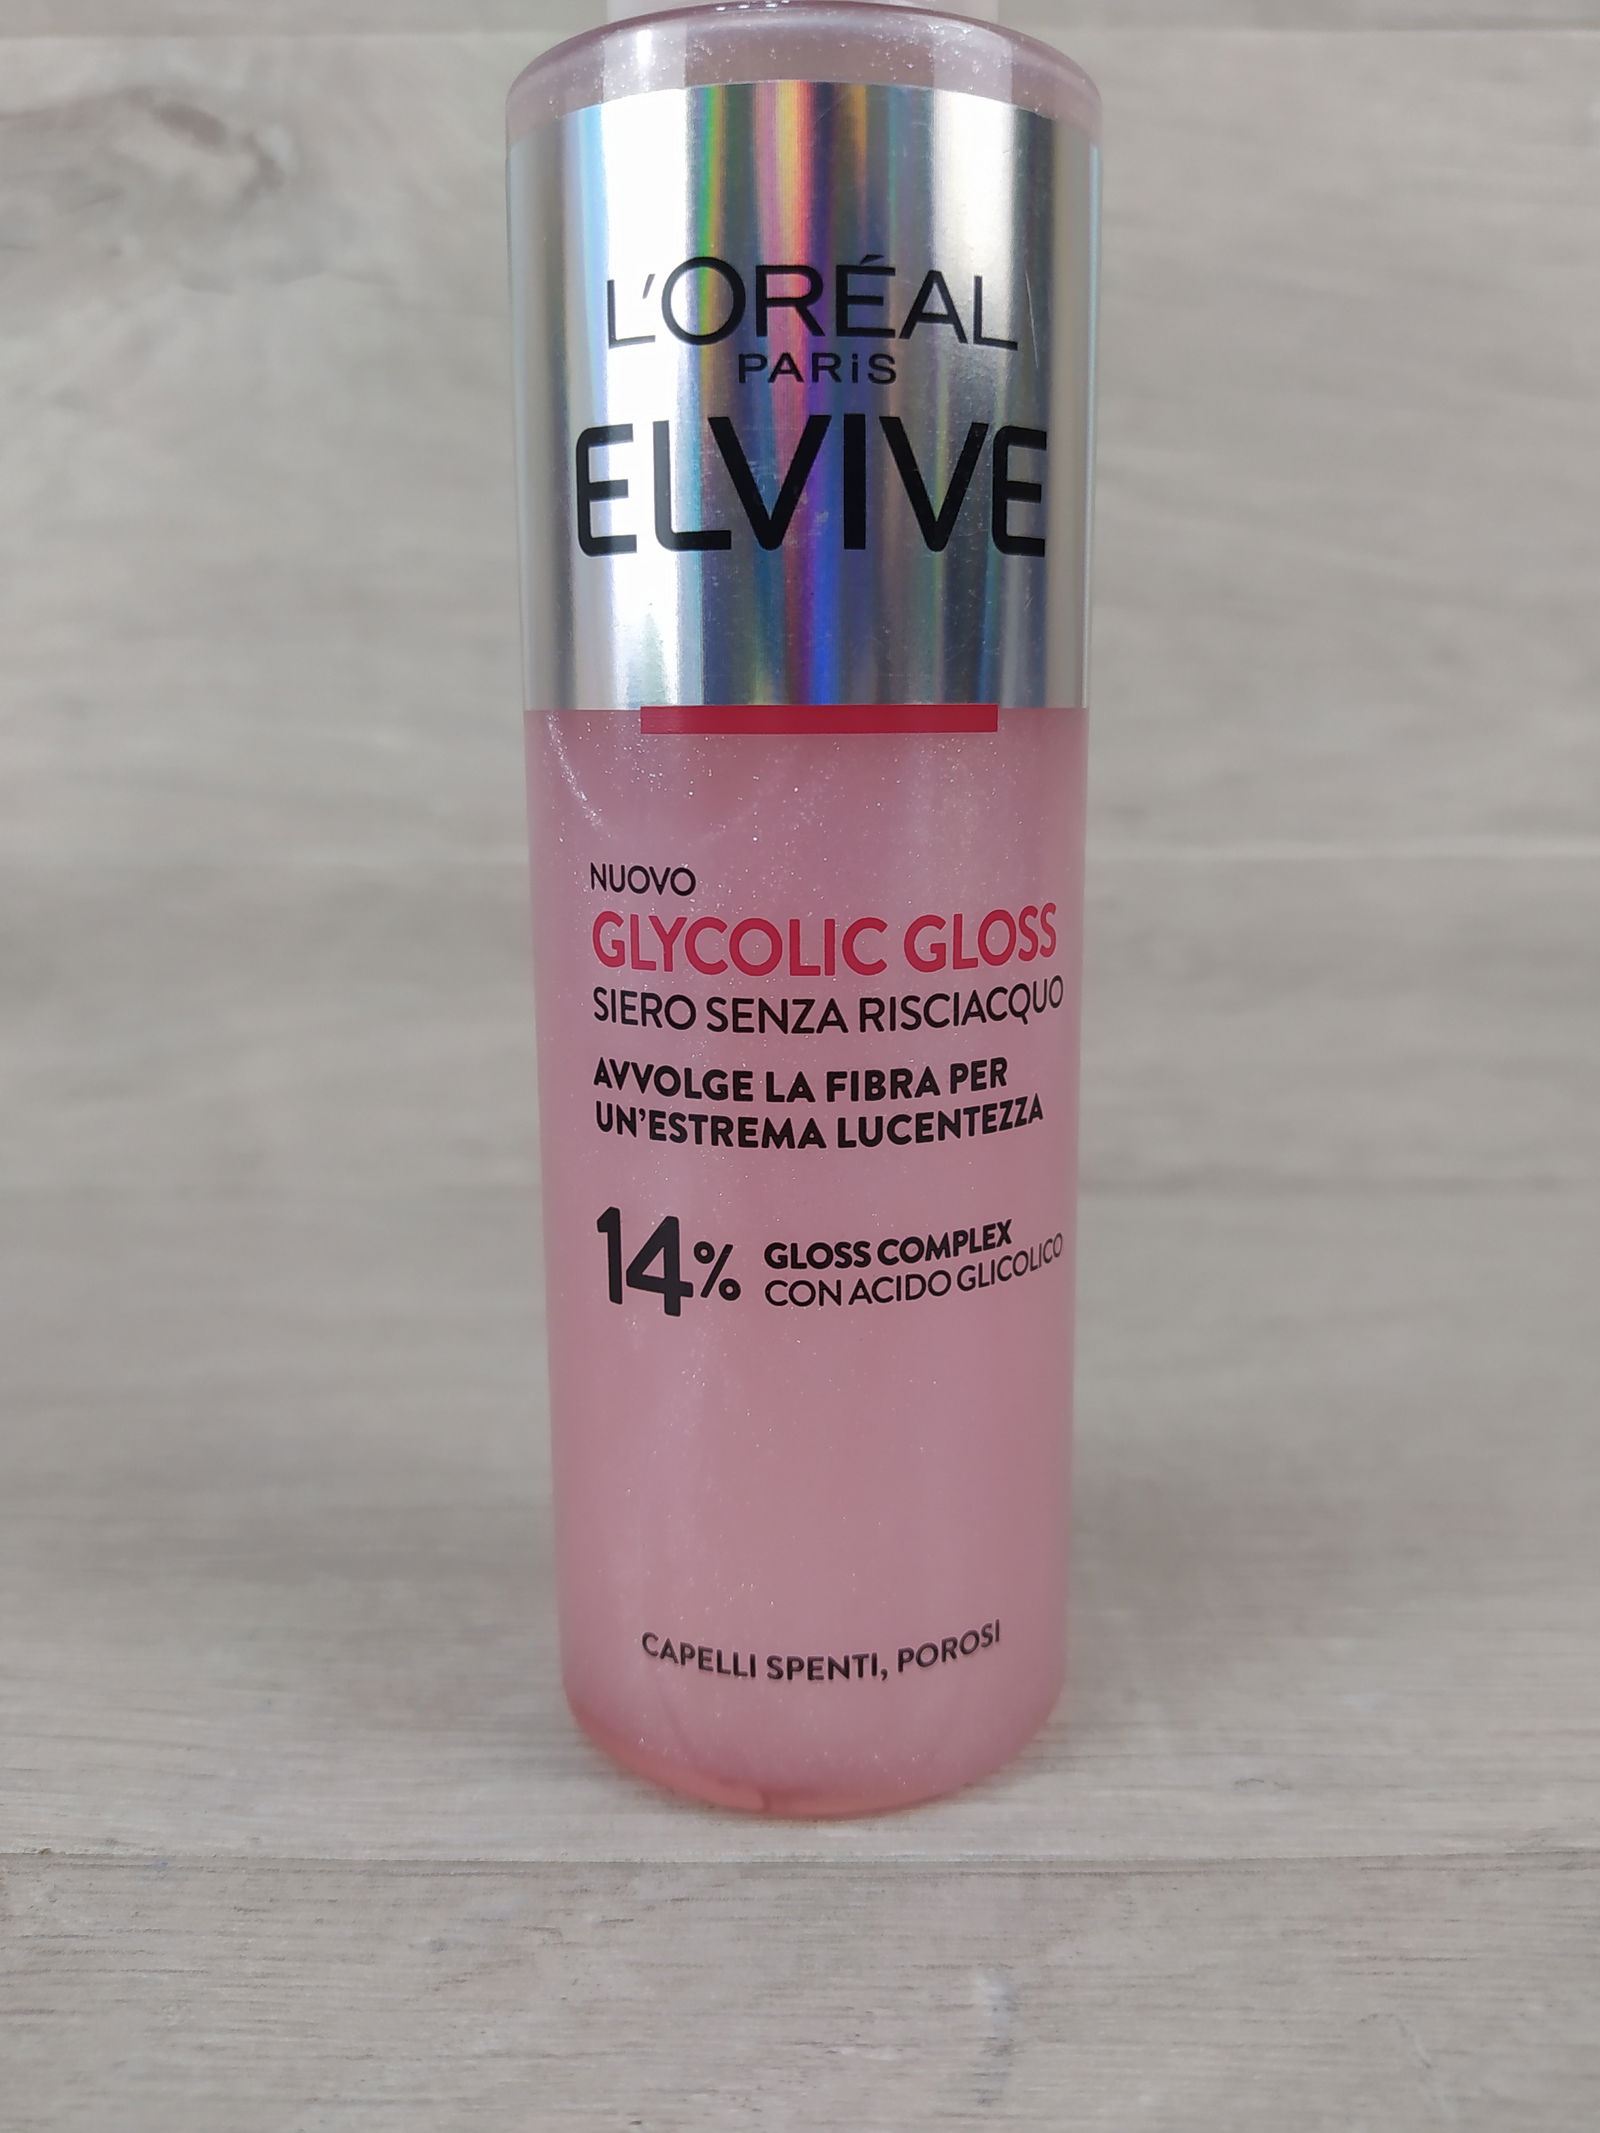 L'ORÉAL
PARiS
ELVIVE
NUOVO
GLYCOLIC GLOSS
SIERO SENZA RISCIACQUO
AVVOLGE LA FIBRA PER
UN'ESTREMA LUCENTEZZA
14% GLOSS COMPLEX
CON ACIDO GLICOLICO
CAPELLI SPENTI, POROSI